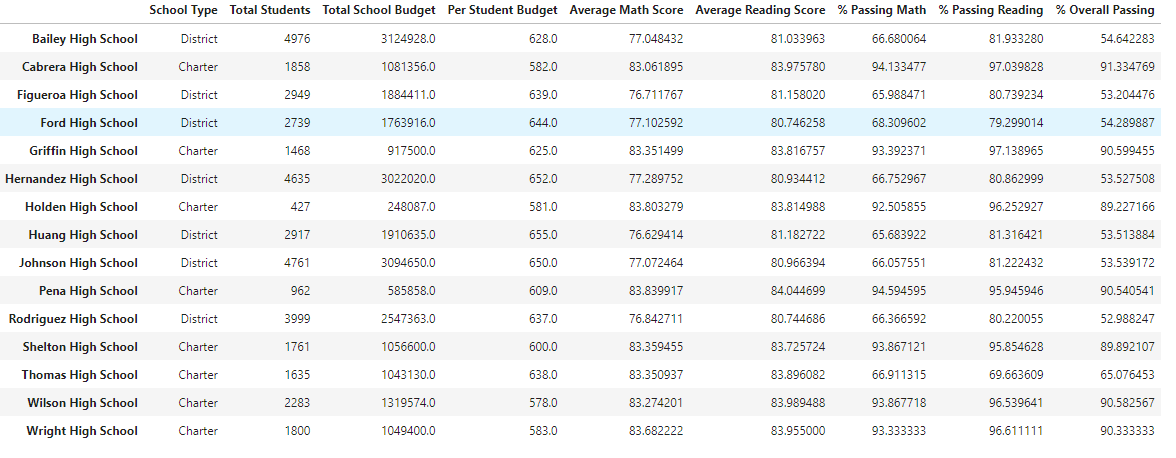 School Type Total Students Total School Budget Per Student Budget Average Math Score Average Reading Score % Passing Math % Passing Reading % Overall Passing
Bailey High School District 4976 3124928.0 628.0 77.048432 81.033963 66.680064 81.933280 54.642283
Cabrera High School Charter 1858 1081356.0 582.0 83.061895 83.975780 94.133477 97.039828 91.334769
Figueroa High School District 2949 1884411.0 639.0 76.711767 81.158020 65.988471 80.739234 53.204476
Ford High School District 2739 1763916.0 644.0 77.102592 80.746258 68.309602 79.299014 54.289887
Griffin High School Charter 1468 917500.0 625.0 83.351499 83.816757 93.392371 97.138965 90.599455
Hernandez High School District 4635 3022020.0 652.0 77.289752 80.934412 66.752967 80.862999 53.527508
Holden High School Charter 427 248087.0 581.0 83.803279 83.814988 92.505855 96.252927 89.227166
Huang High School District 2917 1910635.0 655.0 76.629414 81.182722 65.683922 81.316421 53.513884
Johnson High School District 4761 3094650.0 650.0 77.072464 80.966394 66.057551 81.222432 53.539172
Pena High School Charter 962 585858.0 609.0 83.839917 84.044699 94.594595 95.945946 90.540541
Rodriguez High School District 3999 2547363.0 637.0 76.842711 80.744686 66.366592 80.220055 52.988247
Shelton High School Charter 1761 1056600.0 600.0 83.359455 83.725724 93.867121 95.854628 89.892107
Thomas High School Charter 1635 1043130.0 638.0 83.350937 83.896082 66.911315 69.663609 65.076453
Wilson High School Charter 2283 1319574.0 578.0 83.274201 83.989488 93.867718 96.539641 90.582567
Wright High School Charter 1800 1049400.0 583.0 83.682222 83.955000 93.333333 96.611111 90.333333